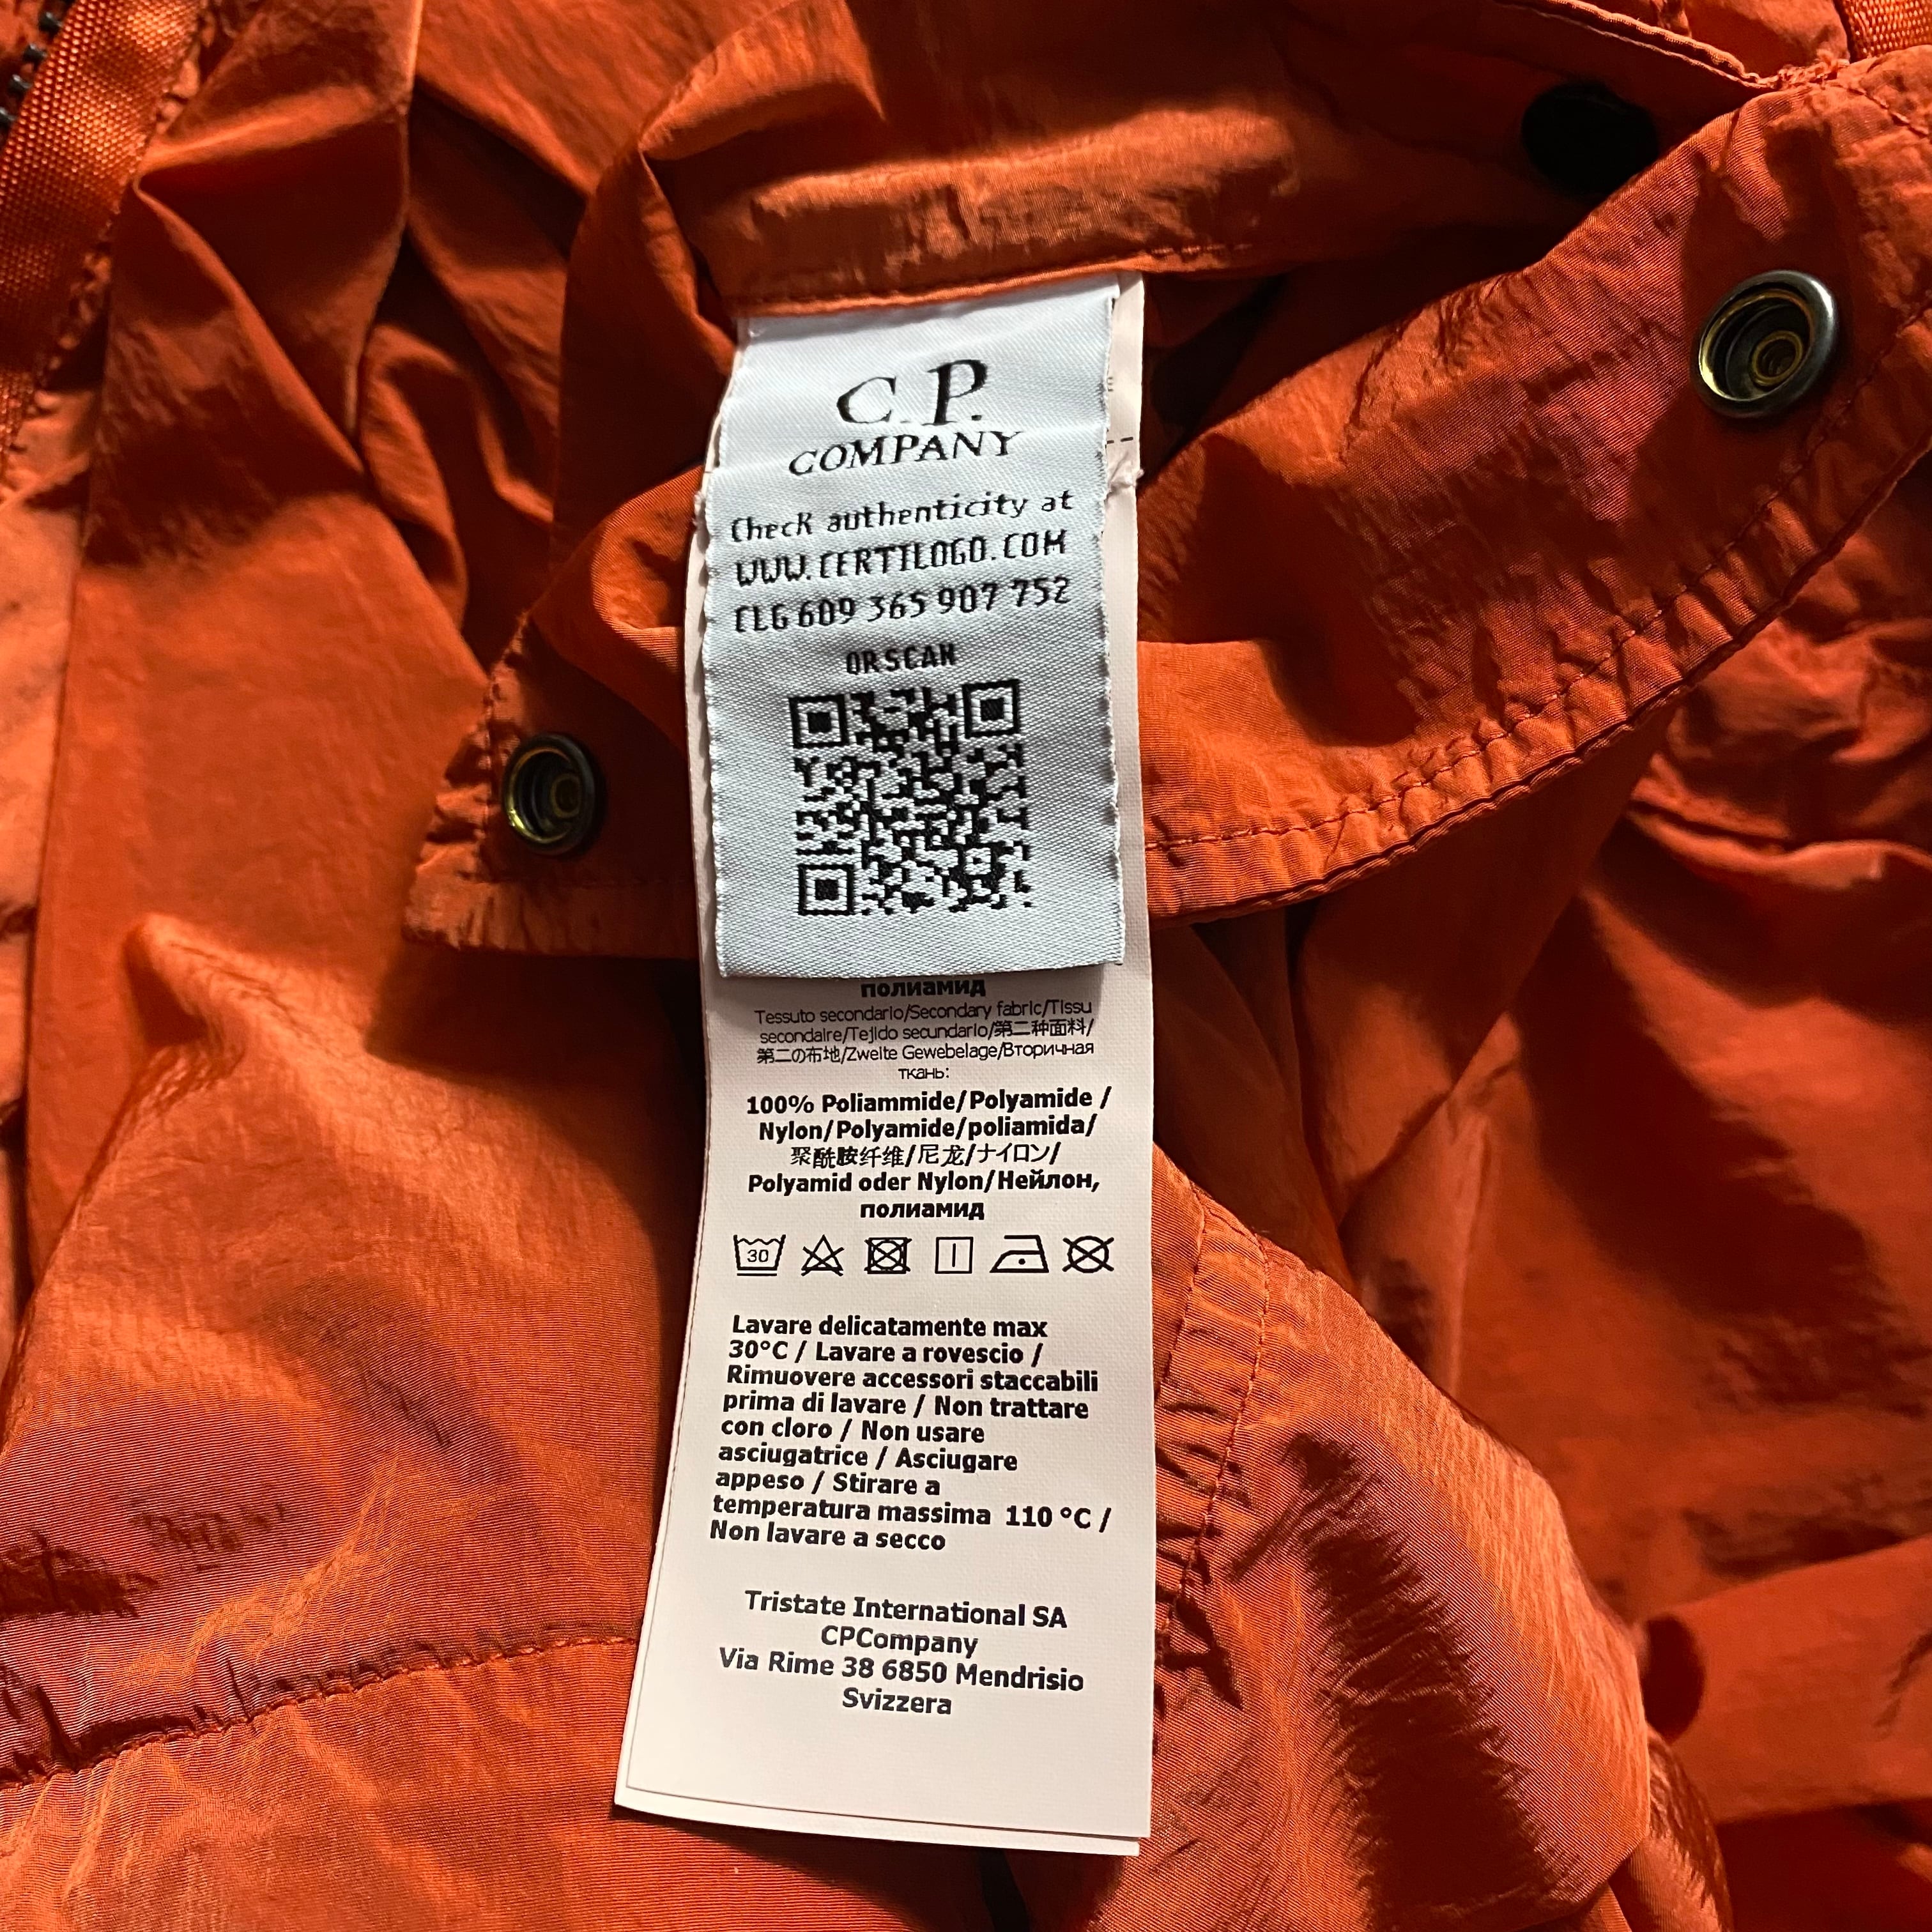 C.P.
COMPANY
Check authenticity at
WWW.CERTILOGO.COM
CLG 609 365 907 752
OR SCAN
полиамид
Tessuto secondario/Secondary fabric/Tissu
secondaire/Tejido secundario/第二种面料/
第二の布地/Zweite Gewebelage/Вторичная
ткань:
100% Poliammide/Polyamide /
Nylon/Polyamide/poliamida/
聚酰胺纤维/尼龙/ナイロン/
Polyamid oder Nylon/Нейлон,
полиамид
30
Lavare delicatamente max
30°C / Lavare a rovescio /
Rimuovere accessori staccabili
prima di lavare / Non trattare
con cloro / Non usare
asciugatrice / Asciugare
appeso / Stirare a
temperatura massima 110 °C /
Non lavare a secco
Tristate International SA
CPCompany
Via Rime 38 6850 Mendrisio
Svizzera